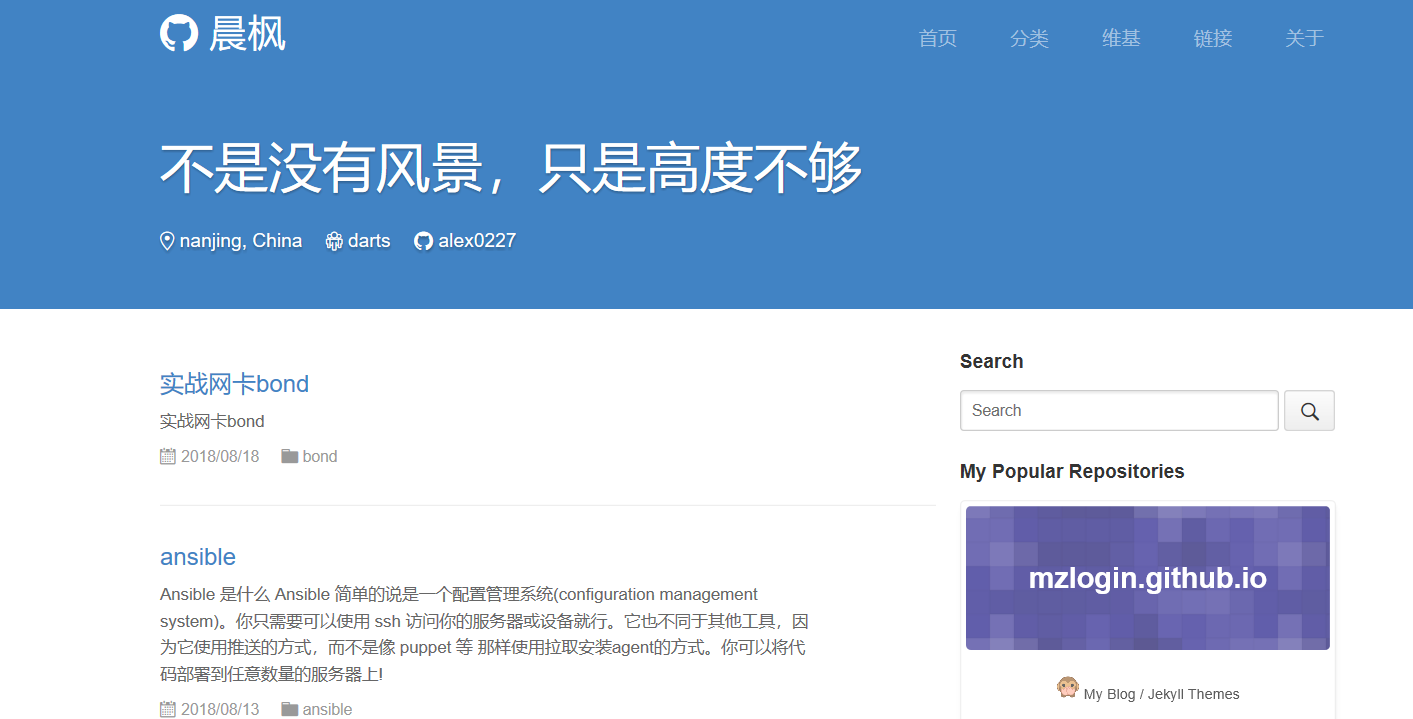 晨枫
首页 分类 维基 链接 关于
不是没有风景，只是高度不够
nanjing, China darts alex0227
实战网卡bond
实战网卡bond
2018/08/18 bond
ansible
Ansible 是什么 Ansible 简单的说是一个配置管理系统(configuration management
system)。你只需要可以使用 ssh 访问你的服务器或设备就行。它也不同于其他工具，因
为它使用推送的方式，而不是像 puppet 等 那样使用拉取安装agent的方式。你可以将代
码部署到任意数量的服务器上!
2018/08/13 ansible
Search
Search
My Popular Repositories
mzlogin.github.io
My Blog / Jekyll Themes